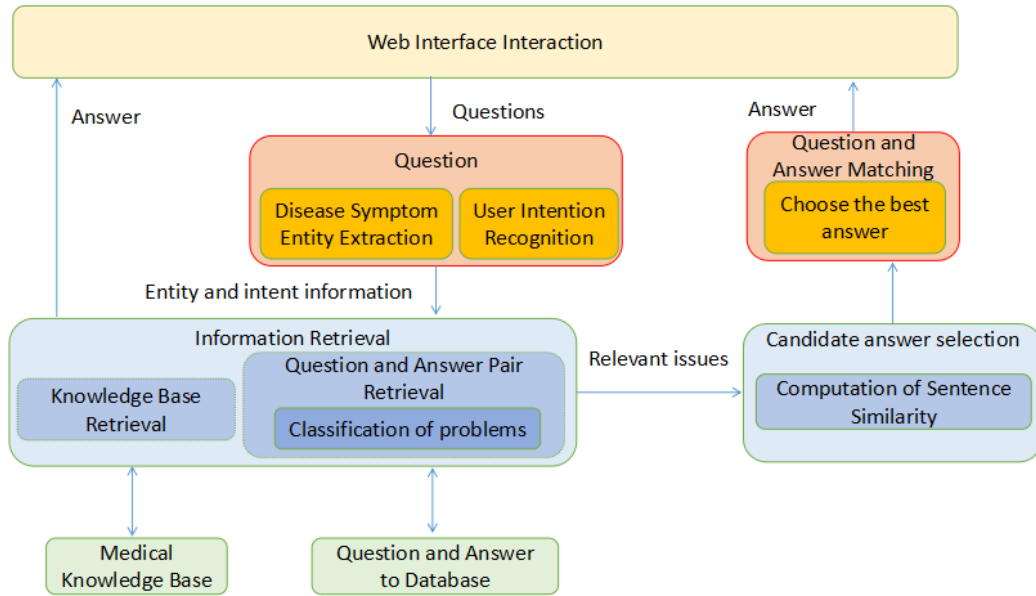 Web Interface Interaction
Answer
Questions
Answer
Question
Disease Symptom
Entity Extraction
User Intention
Recognition
Question and
Answer Matching
Choose the best
answer
Entity and intent information
Information Retrieval
Knowledge Base
Retrieval
Question and Answer Pair
Retrieval
Classification of problems
Relevant issues
Candidate answer selection
Computation of Sentence
Similarity
Medical
Knowledge Base
Question and Answer
to Database